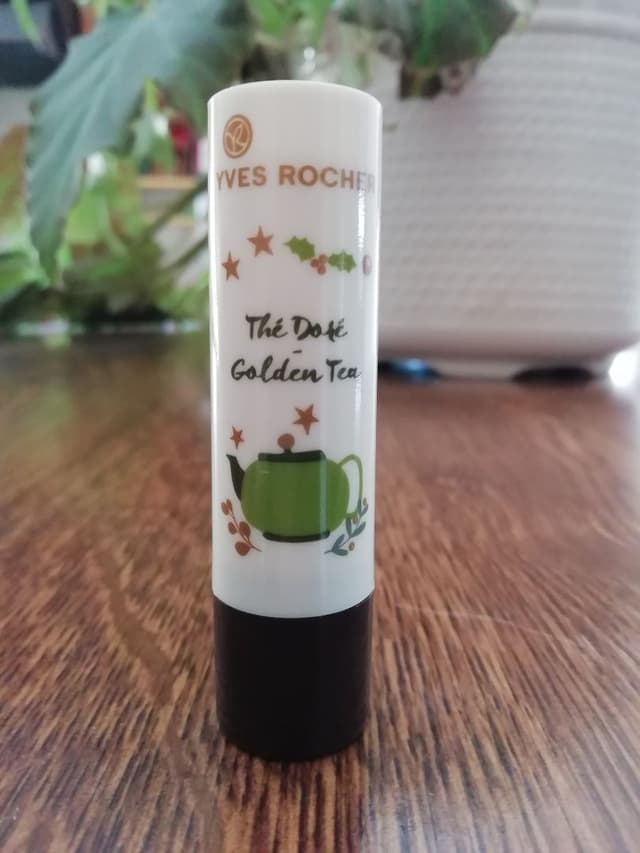 YVES ROCHER
Thé Doré
-
Golden Tea